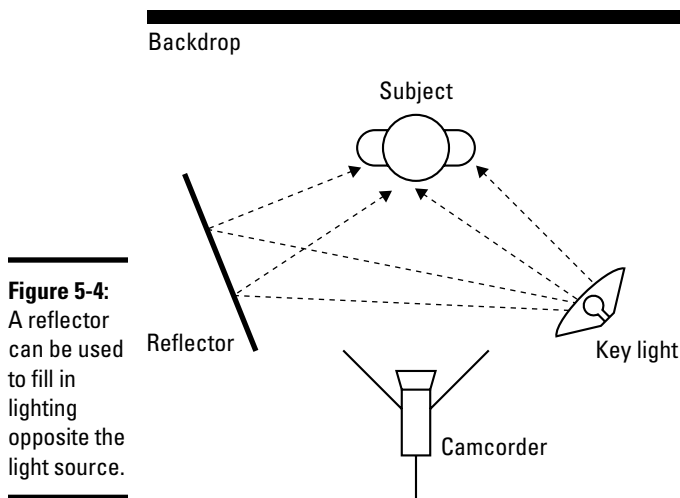 Backdrop
Subject
Figure 5-4:
A reflector
can be used
to fill in
lighting
opposite the
light source.
Reflector
Key light
Camcorder